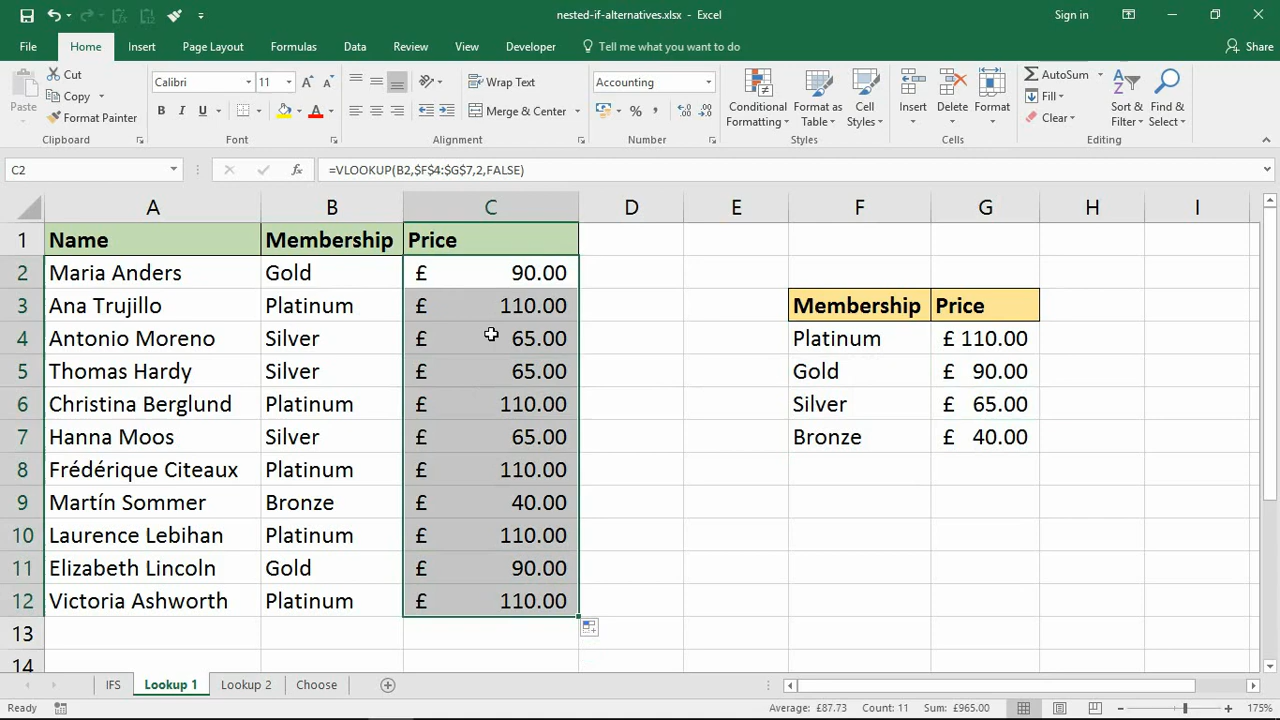 nested-if-alternatives.xlsx - Excel
Sign in
File Home Insert Page Layout Formulas Data Review View Developer Tell me what you want to do Share
Paste
Cut
Copy
Format Painter
Clipboard
Calibri 11
B I U A
Font
Wrap Text
Merge & Center
Alignment
Accounting
%
Number
Conditional Formatting
Format as Table
Cell Styles
Styles
Insert Delete Format
Cells
AutoSum
Fill
Clear
Sort & Filter
Find & Select
Editing
C2 fx =VLOOKUP(B2,$F$4:$G$7,2,FALSE)
A B C D E F G H I
1 Name Membership Price
2 Maria Anders Gold £ 90.00
3 Ana Trujillo Platinum £ 110.00 Membership Price
4 Antonio Moreno Silver £ 65.00 Platinum £ 110.00
5 Thomas Hardy Silver £ 65.00 Gold £ 90.00
6 Christina Berglund Platinum £ 110.00 Silver £ 65.00
7 Hanna Moos Silver £ 65.00 Bronze £ 40.00
8 Frédérique Citeaux Platinum £ 110.00
9 Martín Sommer Bronze £ 40.00
10 Laurence Lebihan Platinum £ 110.00
11 Elizabeth Lincoln Gold £ 90.00
12 Victoria Ashworth Platinum £ 110.00
13
14
IFS Lookup 1 Lookup 2 Choose
Ready Average: £87.73 Count: 11 Sum: £965.00 175%